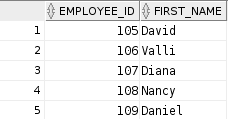 EMPLOYEE_ID FIRST_NAME
1 105 David
2 106 Valli
3 107 Diana
4 108 Nancy
5 109 Daniel